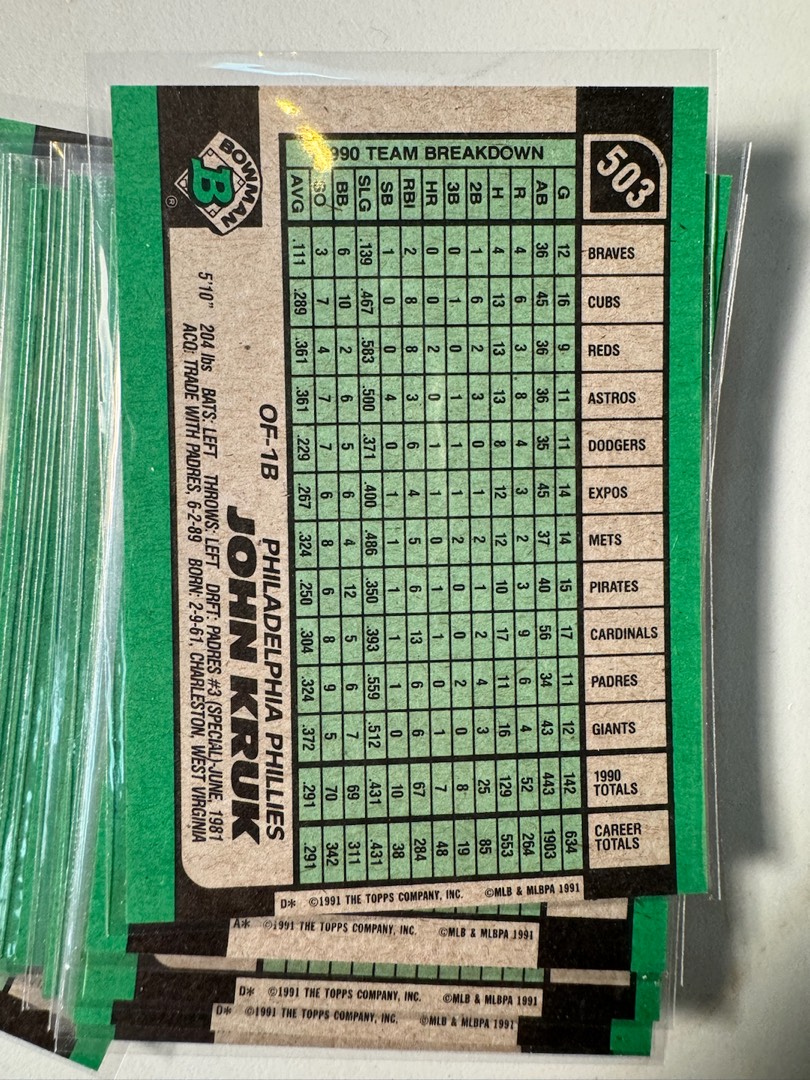 503
1990 TEAM BREAKDOWN
G AB R H 2B 3B HR RBI SB SLG BB SO AVG
BRAVES 12 36 4 4 1 0 0 2 1 .139 6 3 .111
CUBS 16 45 6 13 6 1 0 8 0 .467 10 7 .289
REDS 9 36 3 13 2 0 2 8 0 .583 2 4 .361
ASTROS 11 36 8 13 3 1 0 3 4 .500 6 7 .361
DODGERS 11 35 4 8 0 1 1 6 0 .371 5 7 .229
EXPOS 14 45 3 12 1 1 1 4 1 .400 6 6 .267
METS 14 37 2 12 2 2 0 5 1 .486 4 8 .324
PIRATES 15 40 3 10 1 0 1 6 1 .350 12 6 .250
CARDINALS 17 56 9 17 2 0 1 13 1 .393 5 8 .304
PADRES 11 34 6 11 4 2 0 6 1 .559 6 9 .324
GIANTS 12 43 4 16 3 0 1 6 0 .512 7 5 .372
1990 TOTALS 142 443 52 129 25 8 7 67 10 .431 69 70 .291
CAREER TOTALS 634 1903 264 553 85 19 48 284 38 .431 311 342 .291
BOWMAN
B ®
OF-1B PHILADELPHIA PHILLIES
JOHN KRUK
5'10" 204 lbs BATS: LEFT THROWS: LEFT DRFT: PADRES #3 (SPECIAL)-JUNE, 1981
ACQ: TRADE WITH PADRES, 6-2-89 BORN: 2-9-61, CHARLESTON, WEST VIRGINIA
D* ©1991 THE TOPPS COMPANY, INC. ©MLB & MLBPA 1991
A* ©1991 THE TOPPS COMPANY, INC. ©MLB & MLBPA 1991
D* ©1991 THE TOPPS COMPANY, INC. ©MLB & MLBPA 1991
D* ©1991 THE TOPPS COMPANY, INC. ©MLB & MLBPA 1991